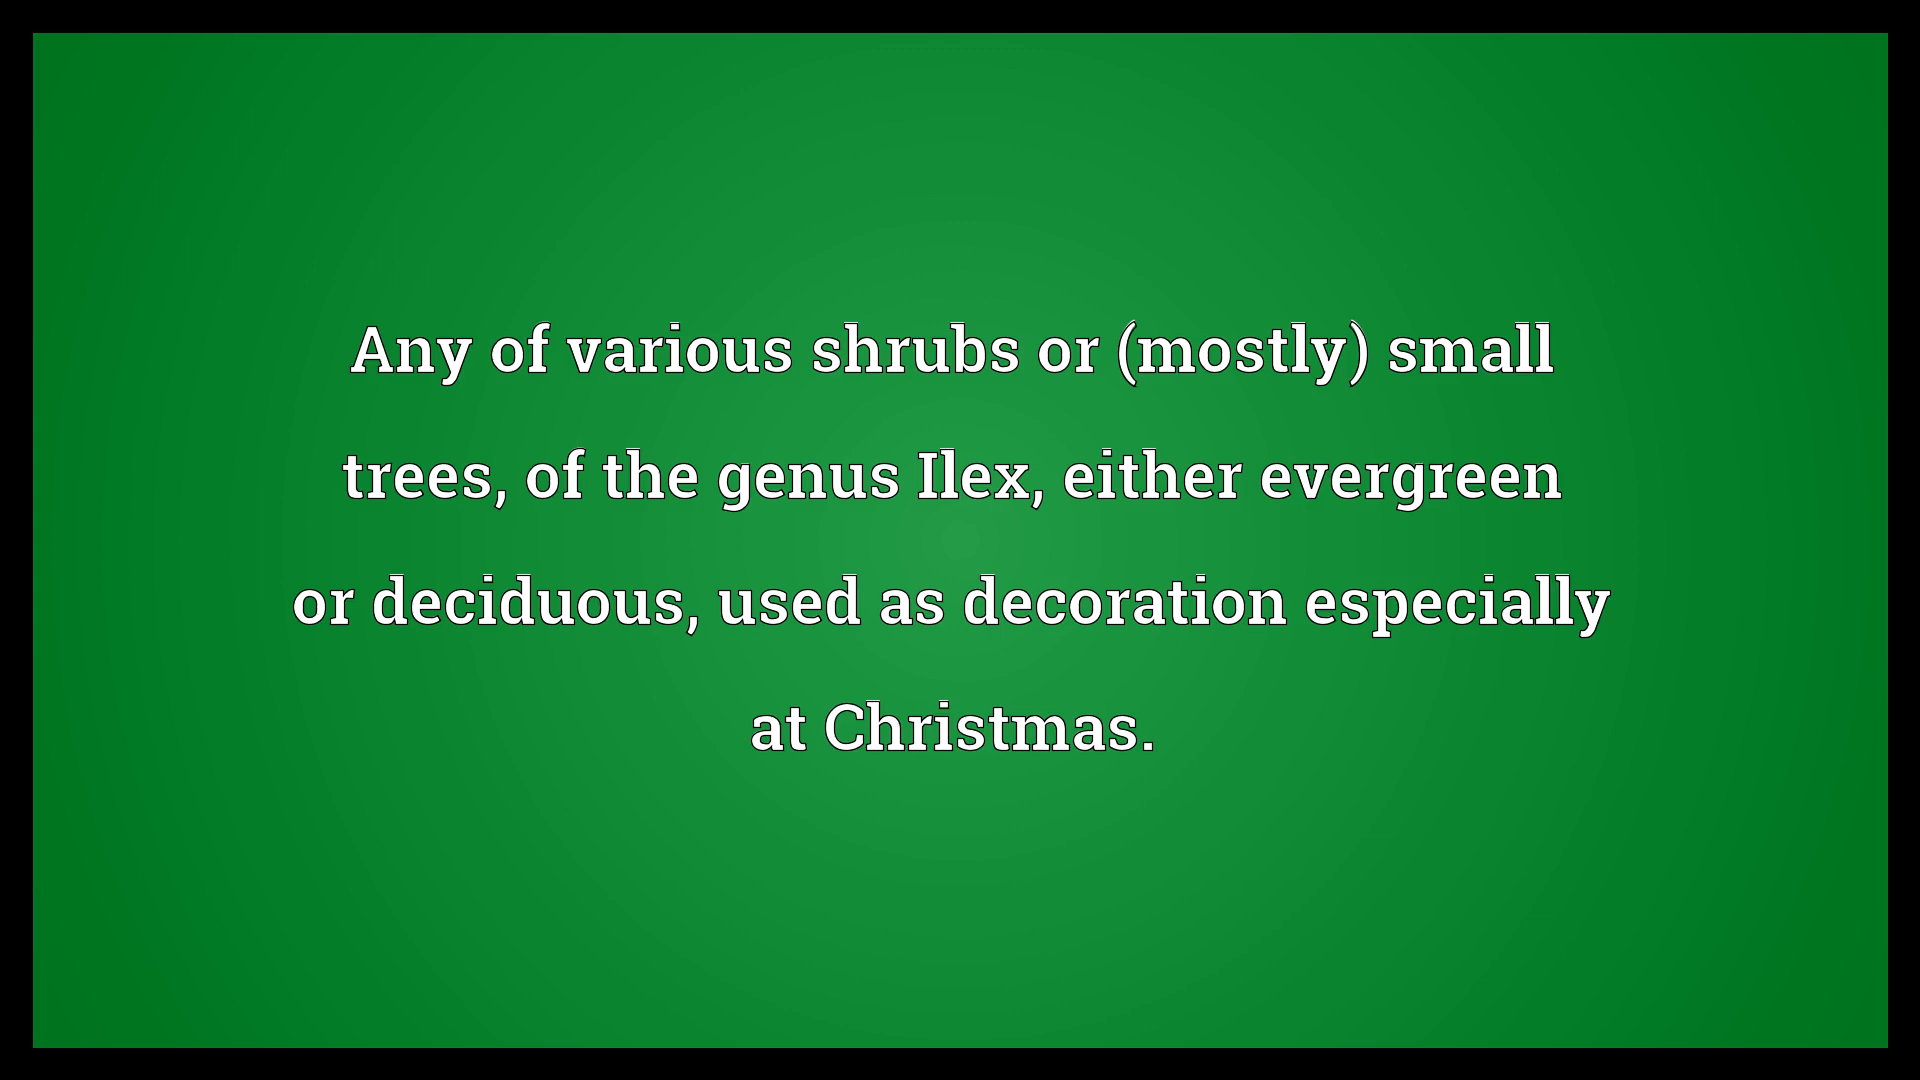 Any of various shrubs or (mostly) small
trees, of the genus Ilex, either evergreen
or deciduous, used as decoration especially
at Christmas.